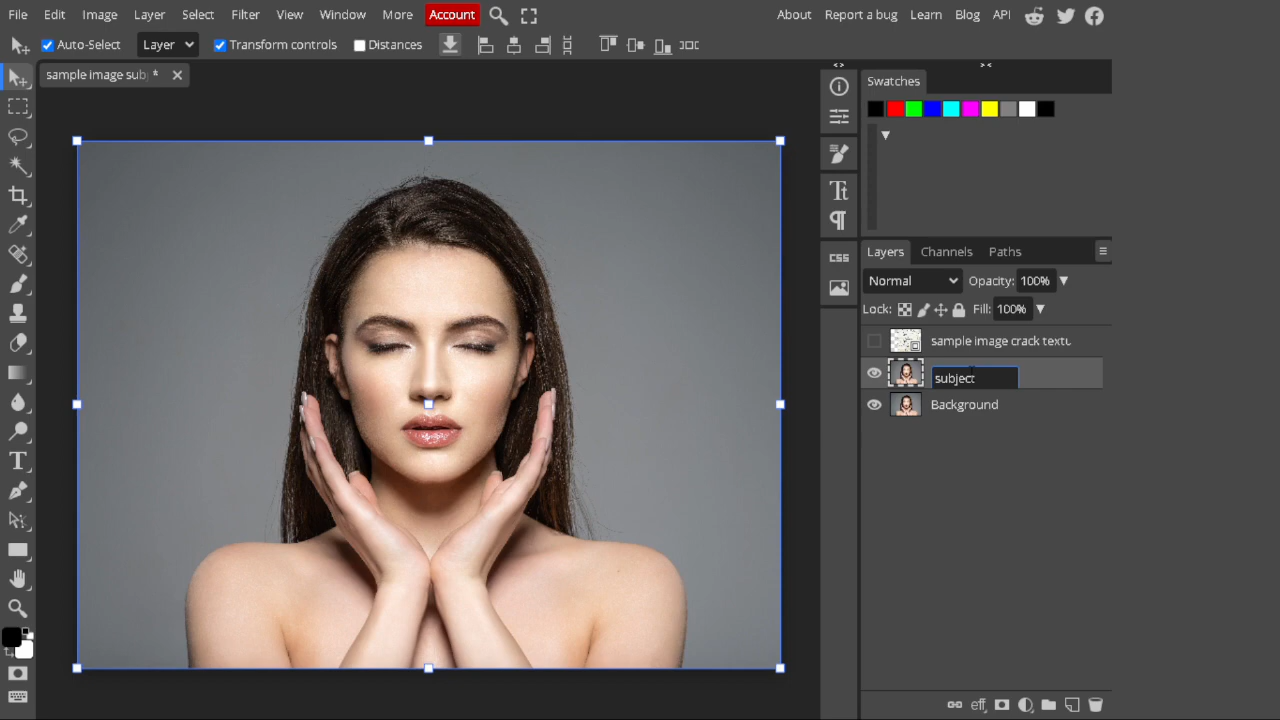 File Edit Image Layer Select Filter View Window More Account About Report a bug Learn Blog API
Auto-Select Layer Transform controls Distances
sample image sub *
Swatches
Tt
CSS
Layers Channels Paths
Normal Opacity: 100%
Lock: Fill: 100%
sample image crack textu
subject
Background
T
eff